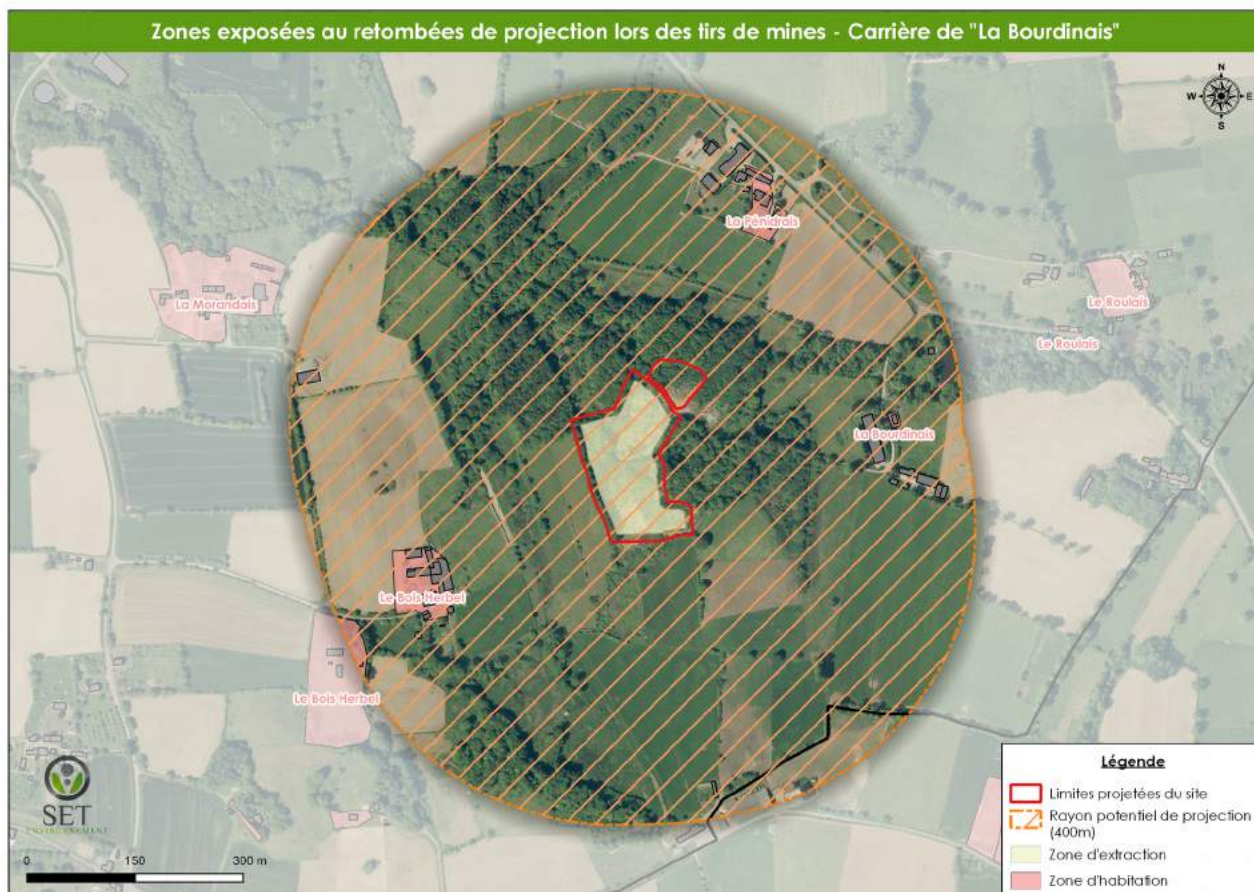 Zones exposées au retombées de projection lors des tirs de mines - Carrière de "La Bourdinais"
N
W E
S
La Pénidrais
La Morandais
Le Roulais
Le Roulais
La Bourdinais
Le Bois Herbel
Le Bois Herbel
SET
ENVIRONNEMENT
0 150 300 m
Légende
Limites projetées du site
Rayon potentiel de projection
(400m)
Zone d'extraction
Zone d'habitation